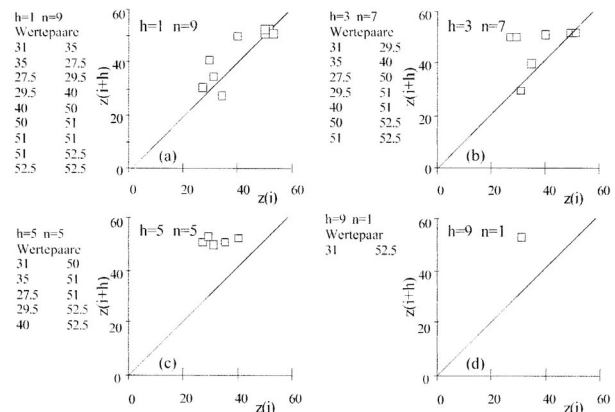 h=1 n=9
Wertepaare
31 35
35 27.5
27.5 29.5
29.5 40
40 50
50 51
51 51
51 52.5
52.5 52.5
60
h=1 n=9
40
z(i+h)
20
0
(a)
0 20 40 60
z(i)
h=3 n=7
Wertepaare
31 29.5
35 40
27.5 50
29.5 51
40 51
50 52.5
51 52.5
60
h=3 n=7
40
z(i+h)
20
0
(b)
0 20 40 60
z(i)
h=5 n=5
Wertepaare
31 50
35 51
27.5 51
29.5 52.5
40 52.5
60
h=5 n=5
40
z(i+h)
20
0
(c)
0 20 40 60
z(i)
h=9 n=1
Wertepaar
31 52.5
60
h=9 n=1
40
z(i+h)
20
0
(d)
0 20 40 60
z(i)